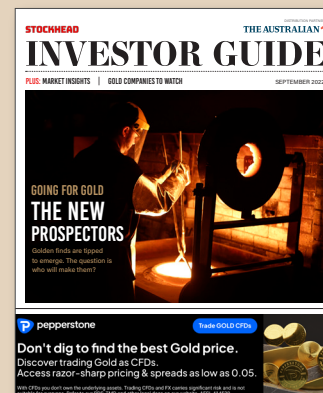 DISTRIBUTION PARTNER
STOCKHEAD
THE AUSTRALIAN
INVESTOR GUIDE
PLUS: MARKET INSIGHTS | GOLD COMPANIES TO WATCH
SEPTEMBER 2022
GOING FOR GOLD
THE NEW
PROSPECTORS
Golden finds are tipped
to emerge. The question is
who will make them?
pepperstone
Trade GOLD CFDs
Don't dig to find the best Gold price.
Discover trading Gold as CFDs.
Access razor-sharp pricing & spreads as low as 0.05.
With CFDs you don't own the underlying assets. Trading CFDs and FX carries significant risk and is not